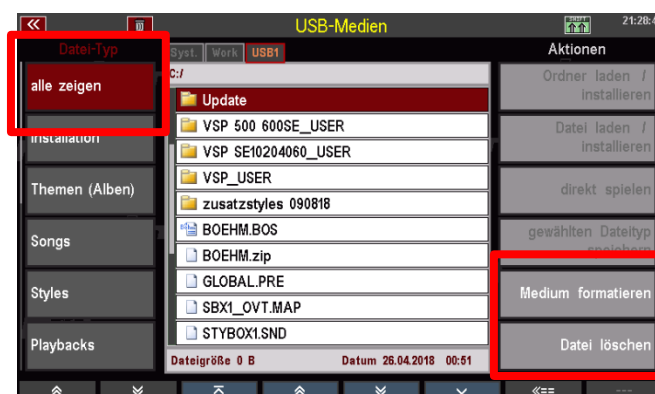 USB-Medien
SHIFT
21:28:4
Datei-Typ
Syst. Work USB1
Aktionen
alle zeigen
Installation
Themen (Alben)
Songs
Styles
Playbacks
C:/
Update
VSP 500 600SE_USER
VSP SE10204060_USER
VSP_USER
zusatzstyles 090818
BOEHM.BOS
BOEHM.zip
GLOBAL.PRE
SBX1_OVT.MAP
STYBOX1.SND
Dateigröße 0 B Datum 26.04.2018 00:51
Ordner laden /
installieren
Datei laden /
installieren
direkt spielen
gewählten Dateityp
speichern
Medium formatieren
Datei löschen
«==
---